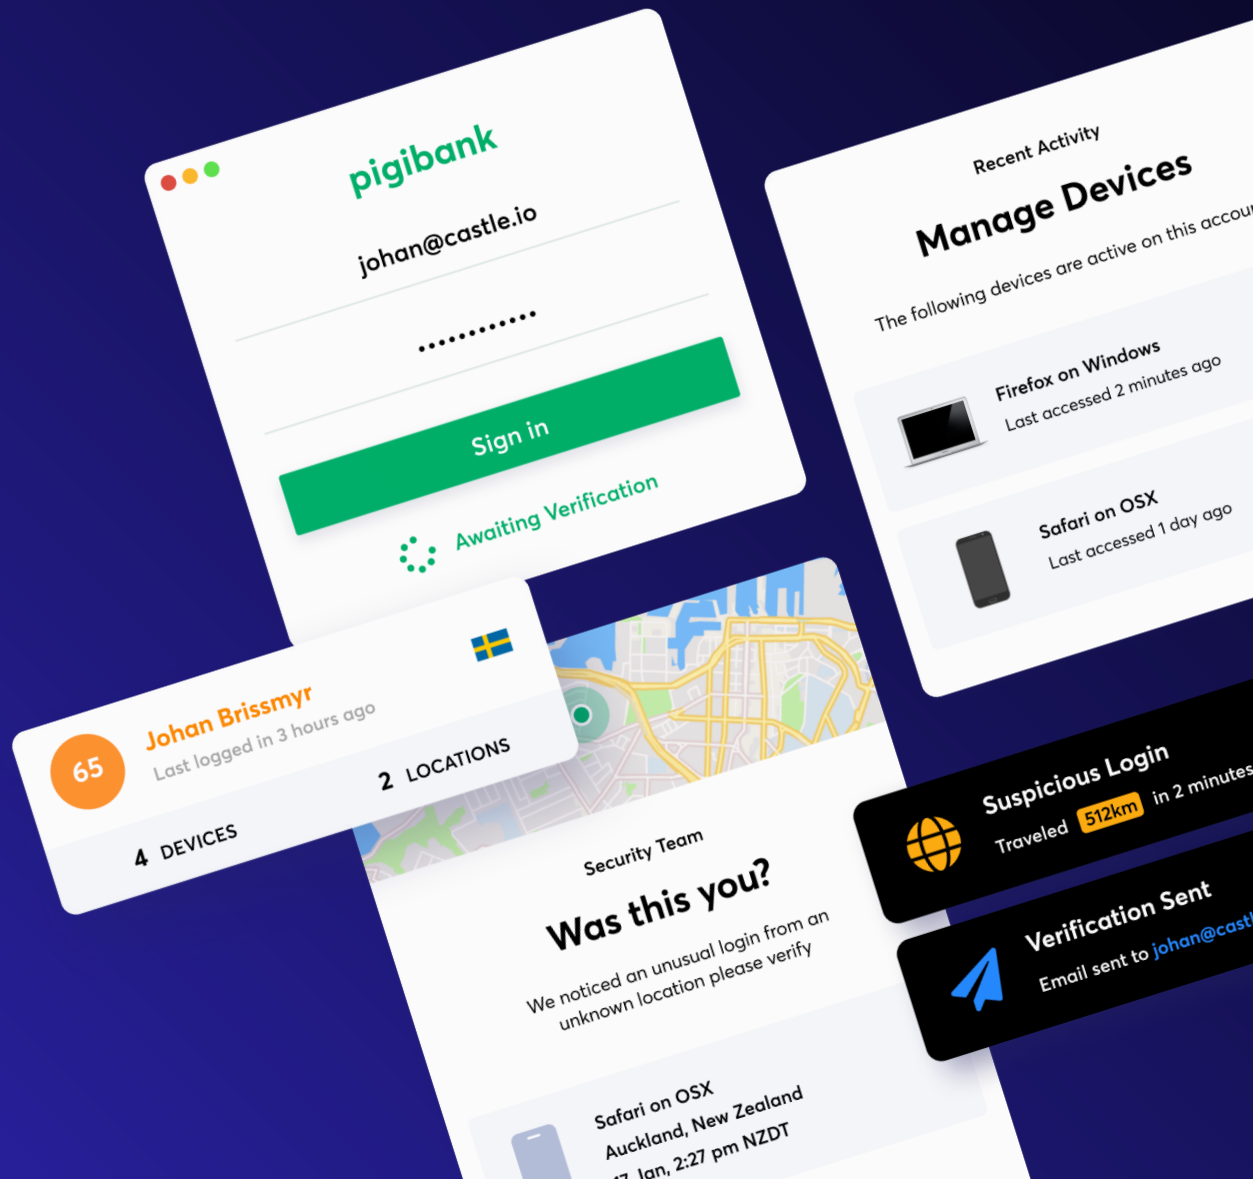 pigibank
johan@castle.io
Sign in
Awaiting Verification
Recent Activity
Manage Devices
The following devices are active on this
Firefox on Windows
Last accessed 2 minutes ago
Safari on OSX
Last accessed 1 day ago
65
Johan Brissmyr
Last logged in 3 hours ago
4 DEVICES
2 LOCATIONS
Security Team
Was this you?
We noticed an unusual login from an
unknown location please verify
Safari on OSX
Auckland, New Zealand
17 Jan, 2:27 pm NZDT
Suspicious Login
Traveled 512km in 2 minutes
Verification Sent
Email sent to